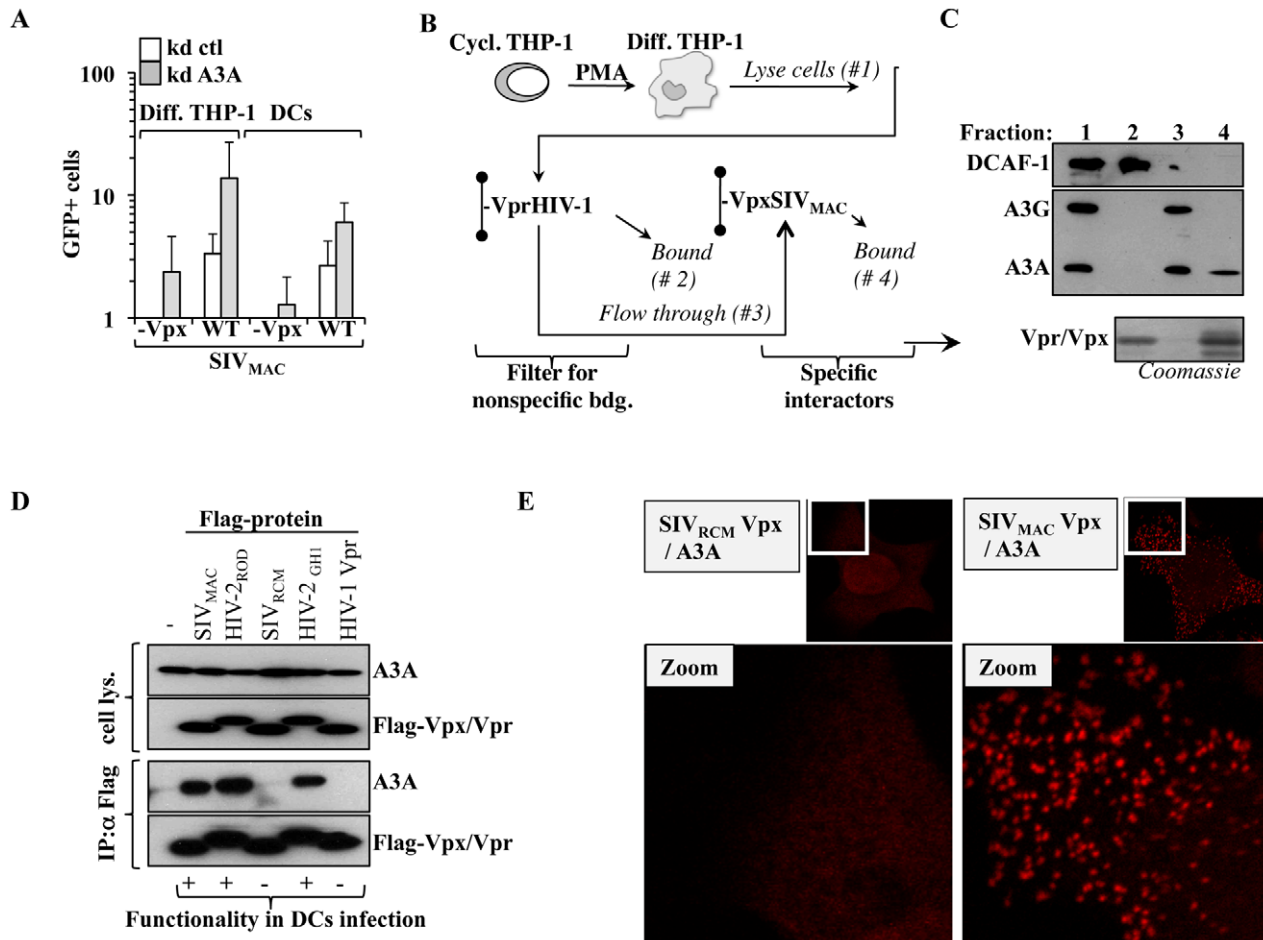 A
kd ctl
kd A3A
100
10
1
GFP+ cells
Diff. THP-1
DCs
-Vpx
WT
-Vpx
WT
SIVMAC
B
Cycl. THP-1
Diff. THP-1
PMA
Lyse cells (#1)
-VprHIV-1
-VpxSIVMAC
Bound
(# 2)
Bound
(# 4)
Flow through (#3)
Filter for
nonspecific bdg.
Specific
interactors
C
Fraction: 1 2 3 4
DCAF-1
A3G
A3A
Vpr/Vpx
Coomassie
D
Flag-protein
-
SIVMAC
HIV-2ROD
SIVRCM
HIV-2 GH1
HIV-1 Vpr
cell lys.
A3A
Flag-Vpx/Vpr
IP:α Flag
A3A
Flag-Vpx/Vpr
+ + - + -
Functionality in DCs infection
E
SIVRCM Vpx
/ A3A
SIVMAC Vpx
/ A3A
Zoom
Zoom